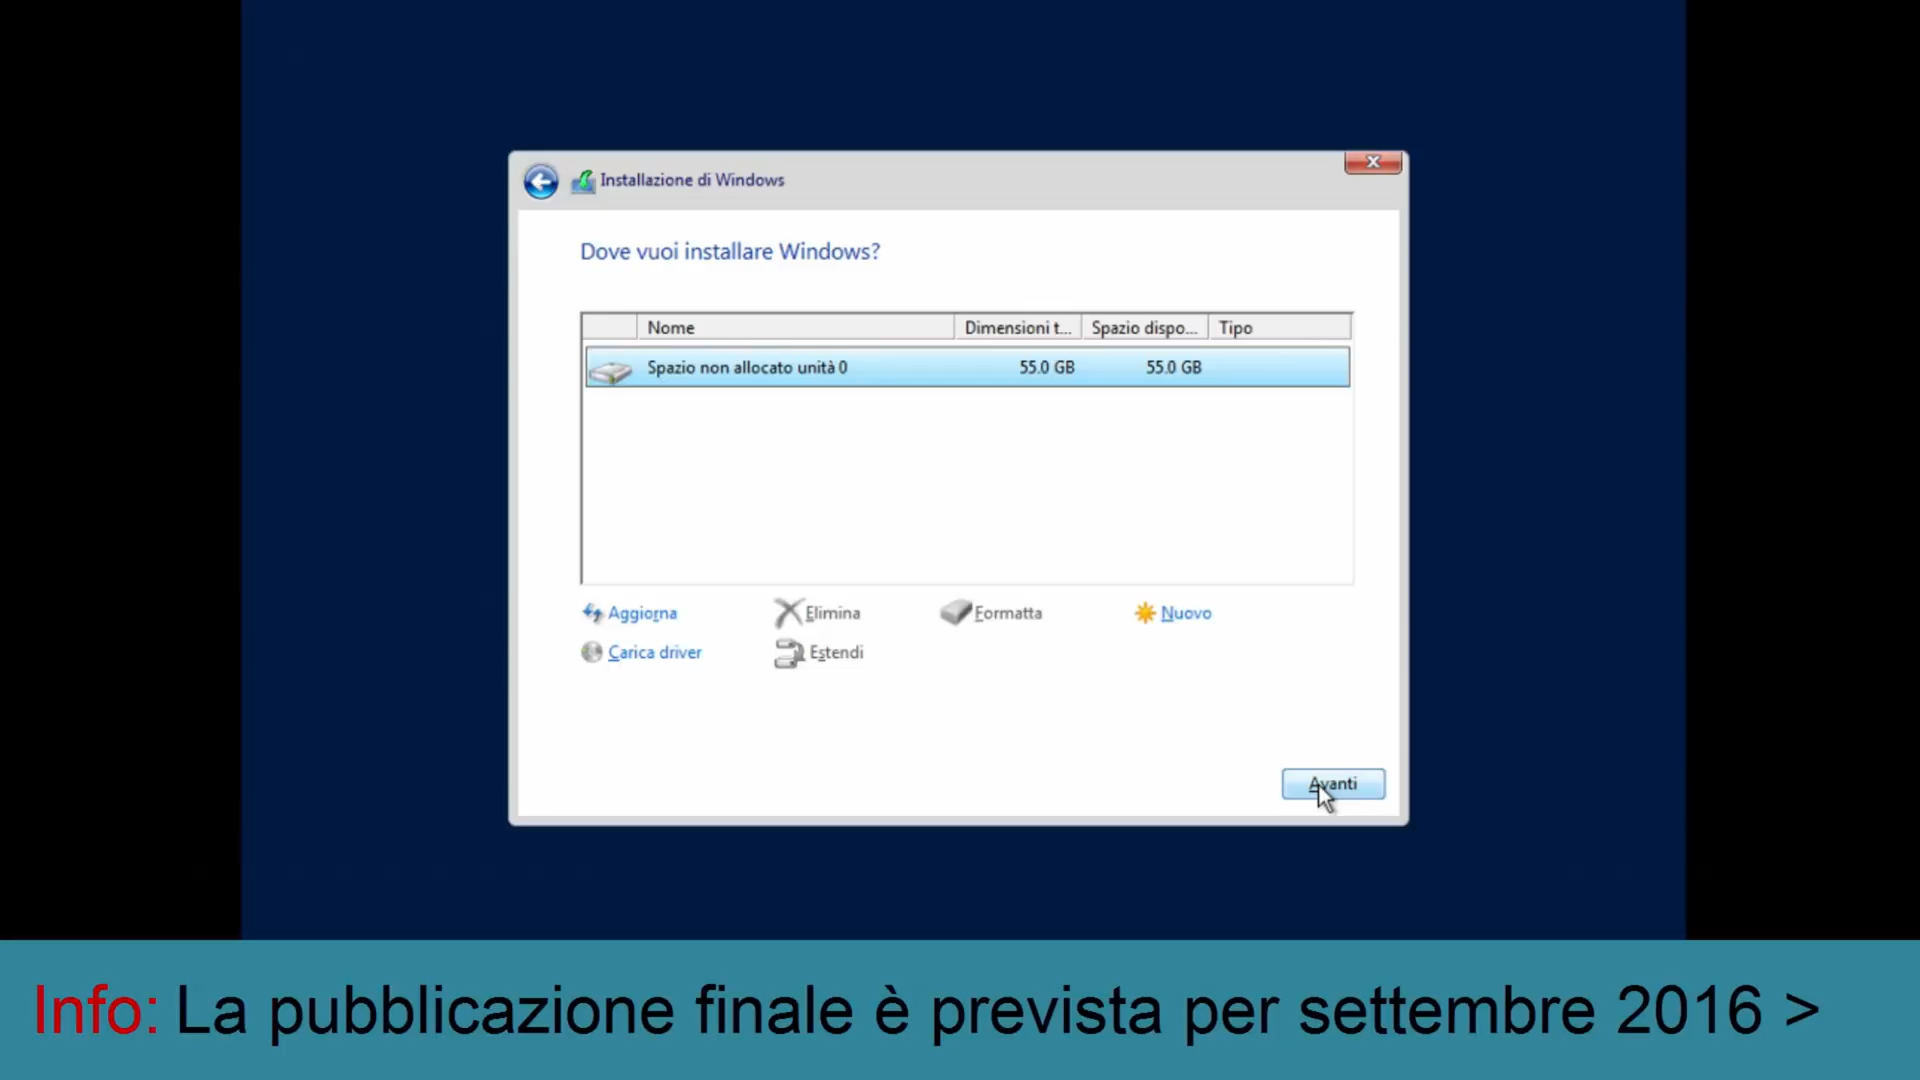 Installazione di Windows
Dove vuoi installare Windows?
Nome Dimensioni t... Spazio dispo... Tipo
Spazio non allocato unità 0 55.0 GB 55.0 GB
Aggiorna Elimina Formatta Nuovo
Carica driver Estendi
Avanti
Info: La pubblicazione finale è prevista per settembre 2016 >